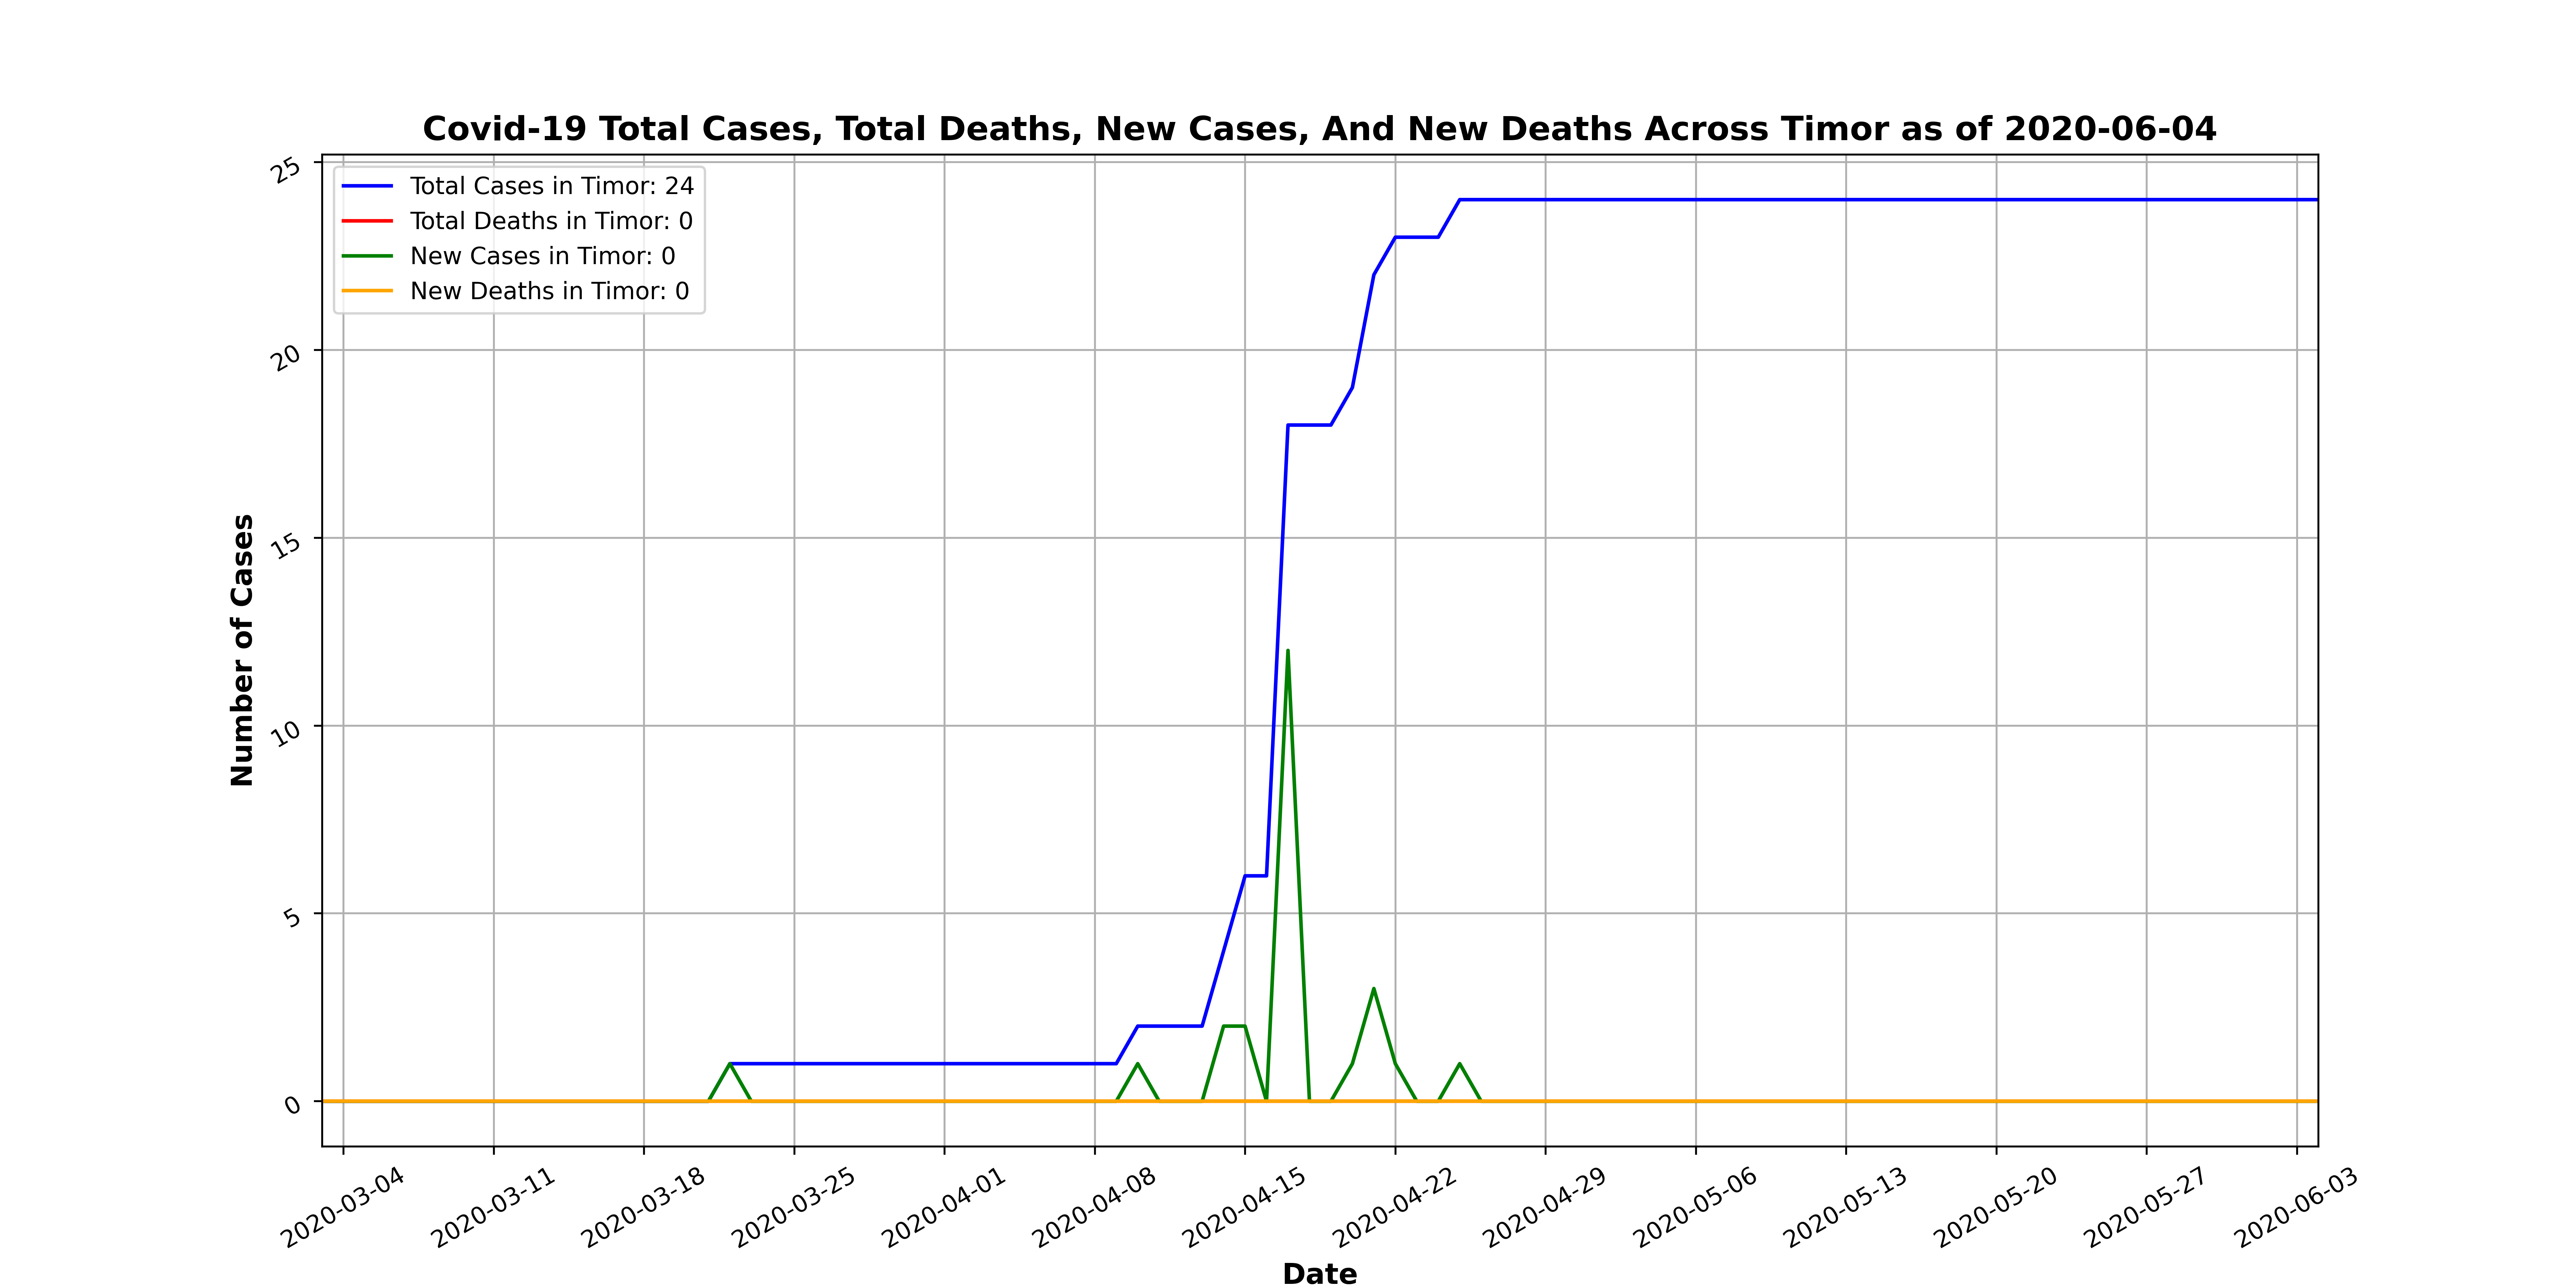 Covid-19 Total Cases, Total Deaths, New Cases, And New Deaths Across Timor as of 2020-06-04
Total Cases in Timor: 24
Total Deaths in Timor: 0
New Cases in Timor: 0
New Deaths in Timor: 0
25
20
15
10
5
0
Number of Cases
2020-03-04
2020-03-11
2020-03-18
2020-03-25
2020-04-01
2020-04-08
2020-04-15
2020-04-22
2020-04-29
2020-05-06
2020-05-13
2020-05-20
2020-05-27
2020-06-03
Date